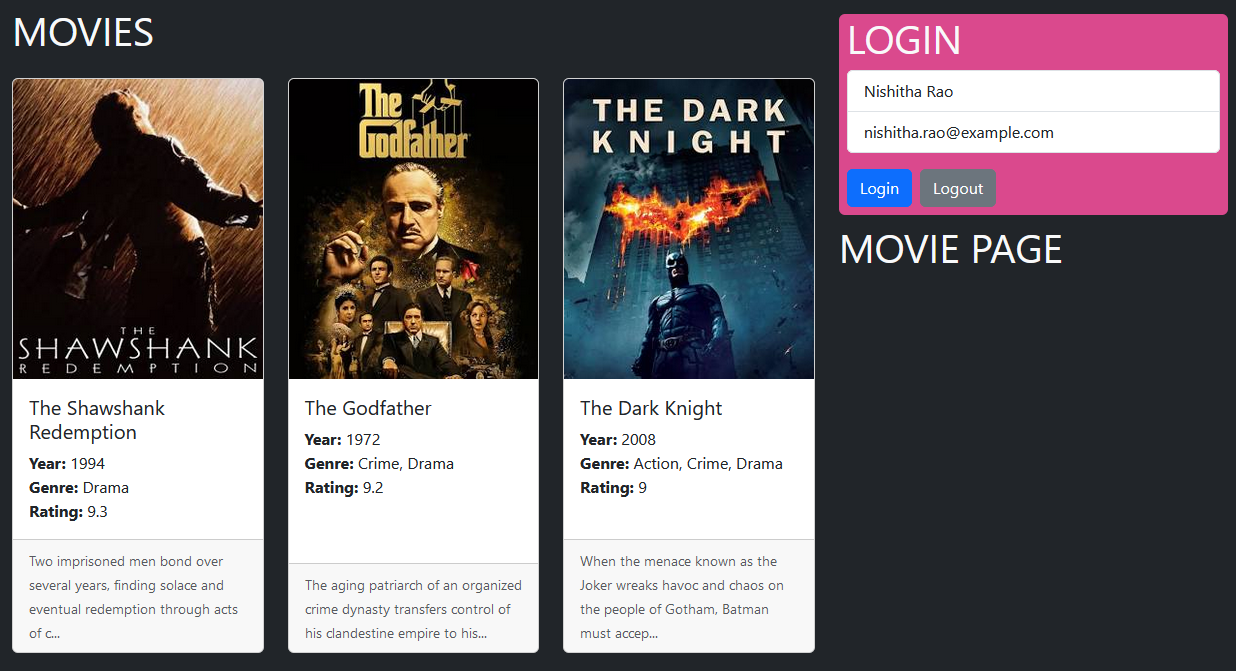 MOVIES
THE
SHAWSHANK
REDEMPTION
The Shawshank
Redemption
Year: 1994
Genre: Drama
Rating: 9.3
Two imprisoned men bond over
several years, finding solace and
eventual redemption through acts
of c...
The
Godfather
The Godfather
Year: 1972
Genre: Crime, Drama
Rating: 9.2
The aging patriarch of an organized
crime dynasty transfers control of
his clandestine empire to his...
THE DARK
KNIGHT
The Dark Knight
Year: 2008
Genre: Action, Crime, Drama
Rating: 9
When the menace known as the
Joker wreaks havoc and chaos on
the people of Gotham, Batman
must accep...
LOGIN
Nishitha Rao
nishitha.rao@example.com
Login Logout
MOVIE PAGE